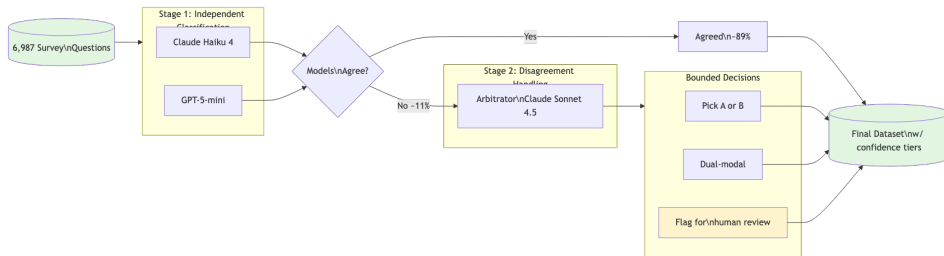 Stage 1: Independent
Classification
6,987 Survey\nQuestions
Claude Haiku 4
GPT-5-mini
Models\nAgree?
Yes
No ~11%
Agreed\n~89%
Stage 2: Disagreement
Handling
Arbitrator\nClaude Sonnet
4.5
Bounded Decisions
Pick A or B
Dual-modal
Flag for\nhuman review
Final Dataset\nw/
confidence tiers